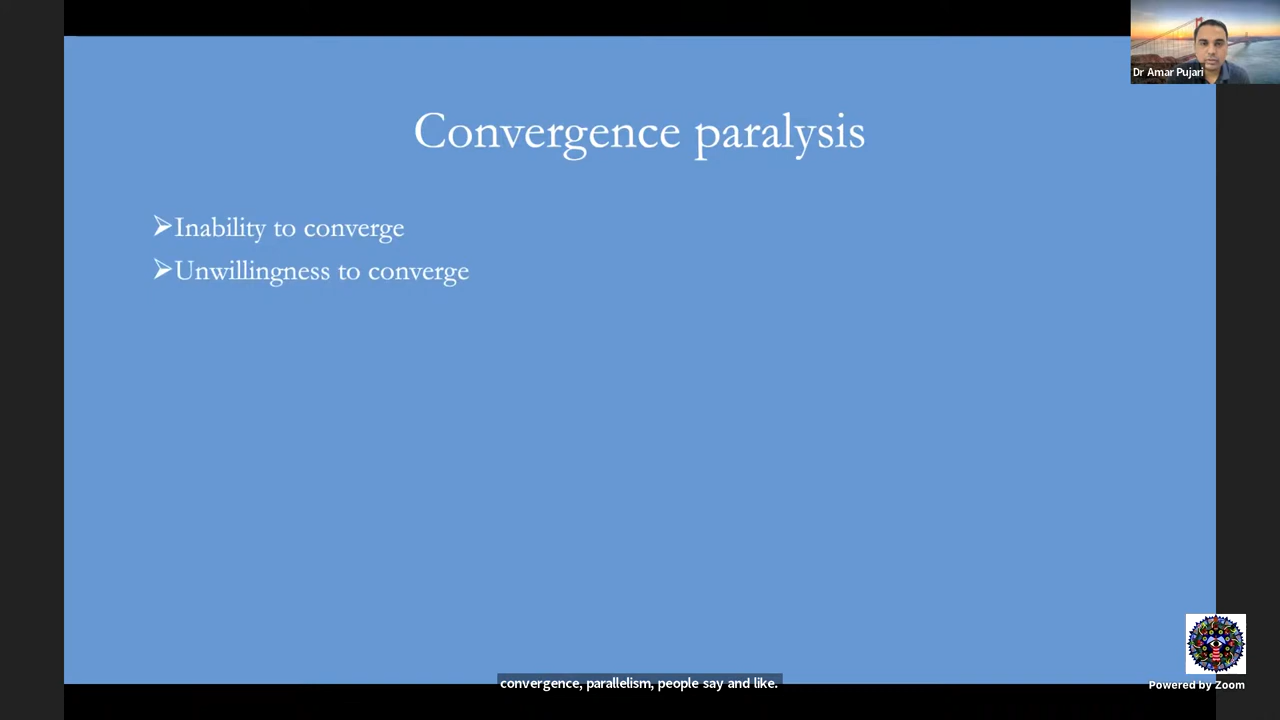 Dr Amar Pujari
Convergence paralysis
➢Inability to converge
➢Unwillingness to converge
convergence, parallelism, people say and like.
Powered by Zoom